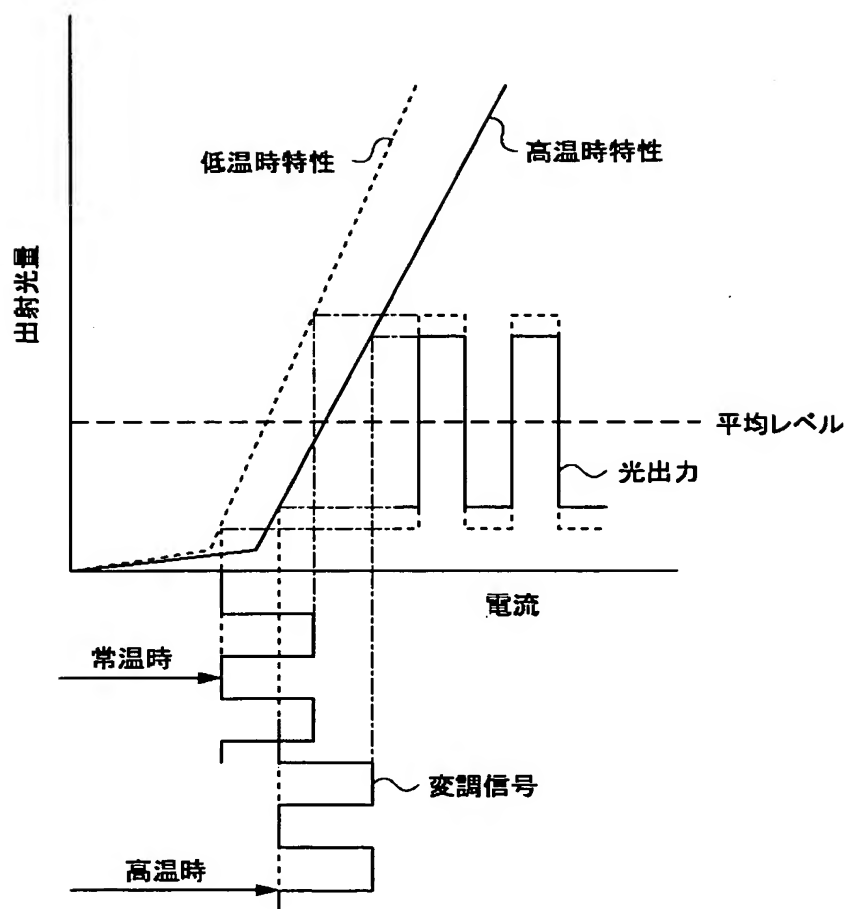 低温時特性
高温時特性
出射光量
平均レベル
光出力
電流
常温時
変調信号
高温時